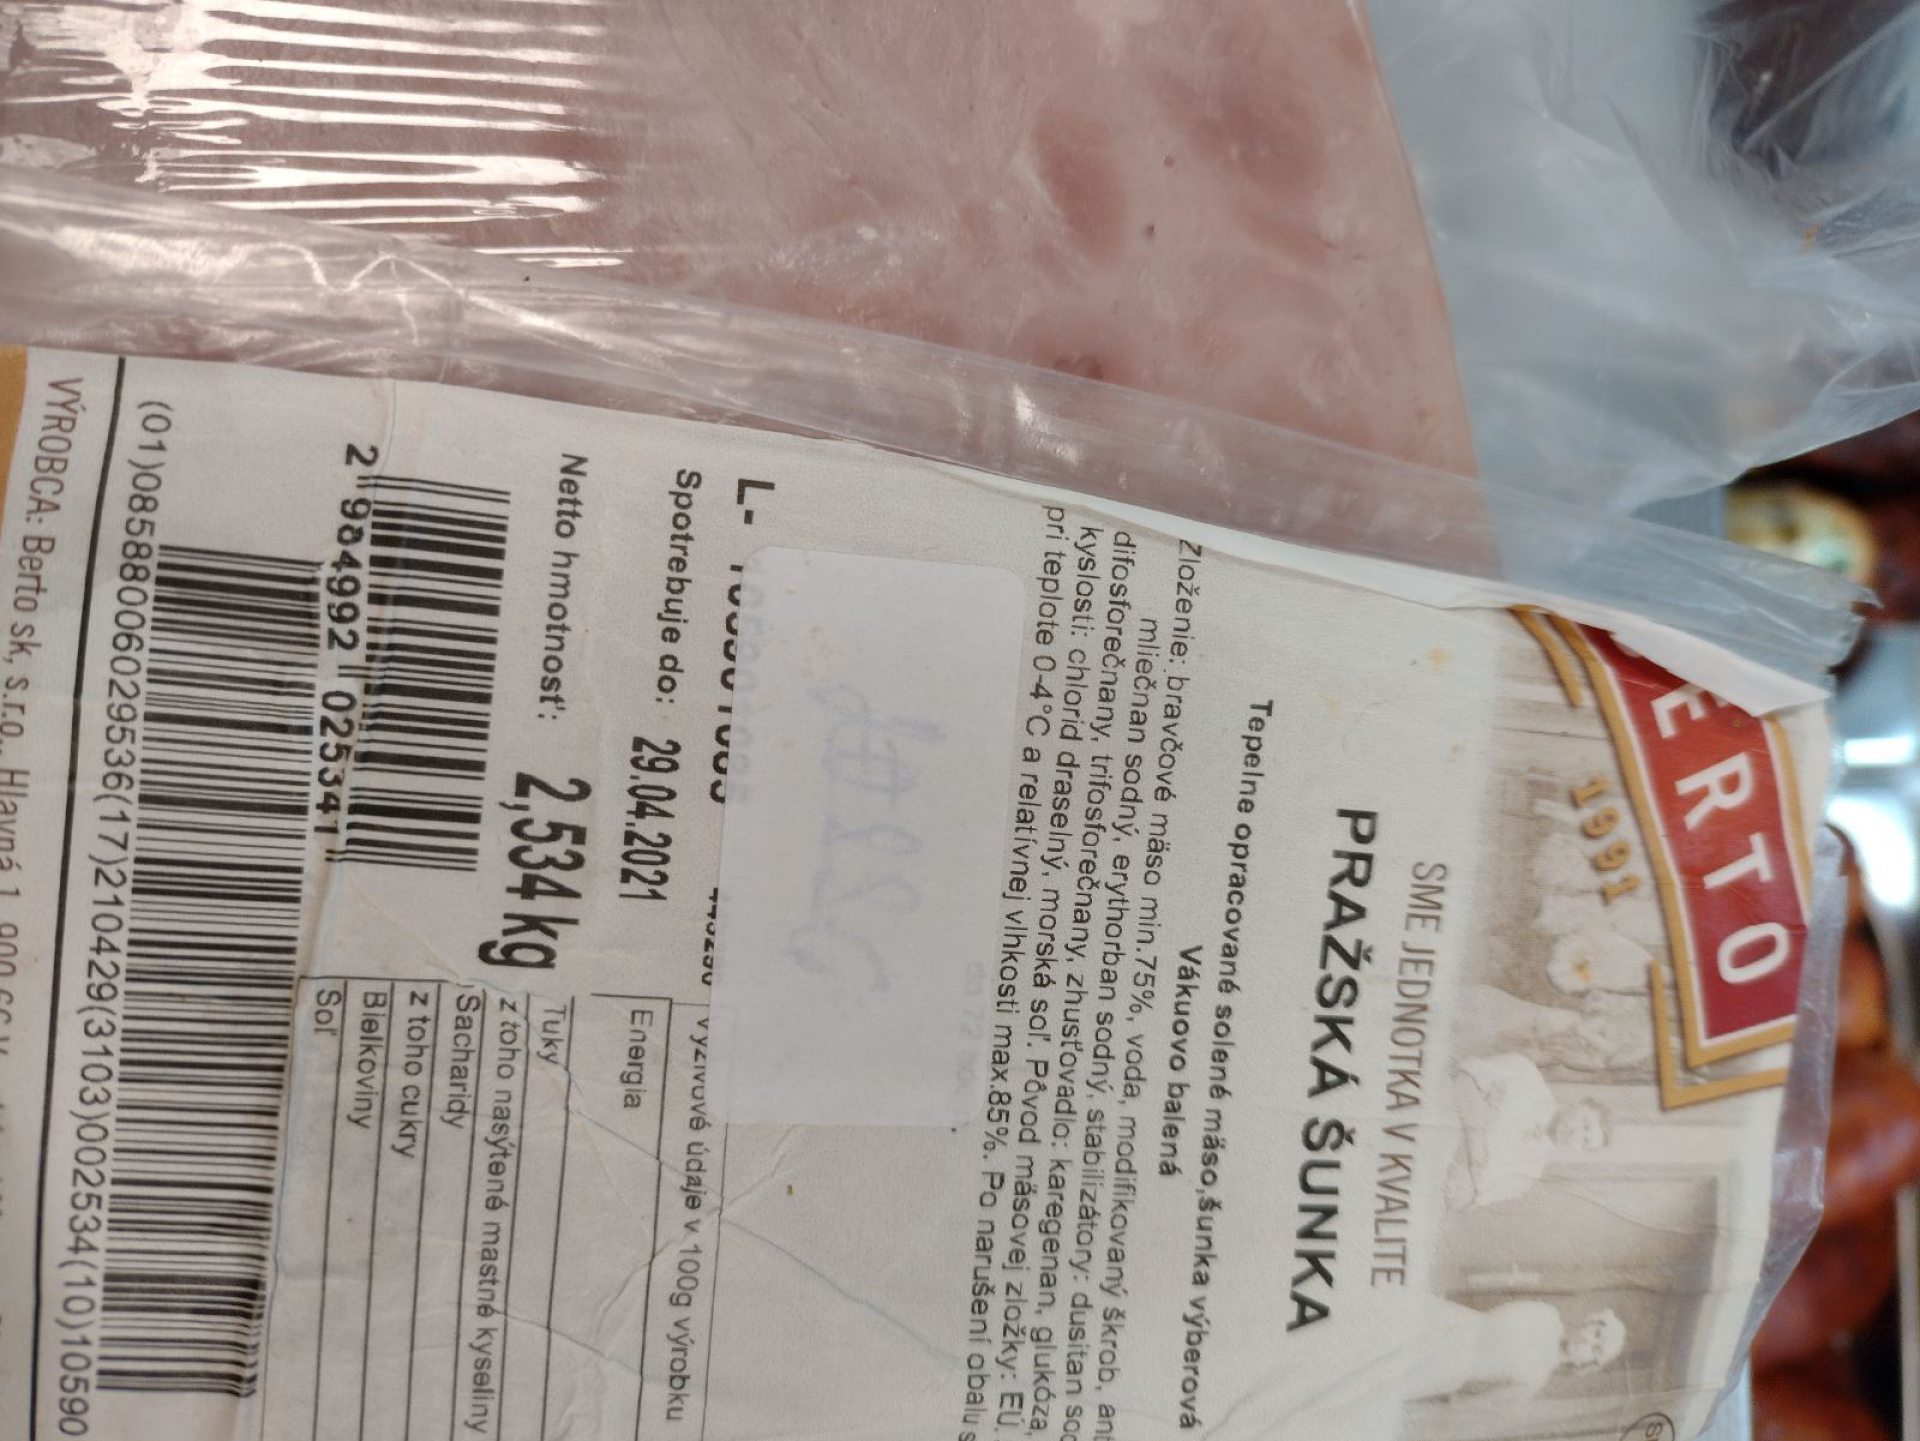 ERTO
1991
SME JEDNOTKA V KVALITE
PRAŽSKÁ ŠUNKA
Tepelne opracované solené mäso,šunka výberová
Vákuovo balená
Zloženie: bravčové mäso min.75%, voda, modifikovaný škrob, ant
mliečnan sodný, erythorban sodný, stabilizátory: dusitan sod
difosforečnany, trifosforečnany, zhusťovadlo: karegenan, glukóza,
kyslosti: chlorid draselný, morská soľ. Pôvod mäsovej zložky: EÚ.
pri teplote 0-4°C a relatívnej vlhkosti max.85%. Po narušení obalu s
L-
Spotrebuje do: 29.04.2021
Netto hmotnosť: 2,534 kg
2 984992 025341
Výživové údaje v 100g výrobku
Energia
Tuky
z toho nasýtené mastné kyseliny
Sacharidy
z toho cukry
Bielkoviny
Soľ
(01)08588006029536(17)210429(3103)002534(10)10590
VÝROBCA: Berto sk, s.r.o., Hlavná 1